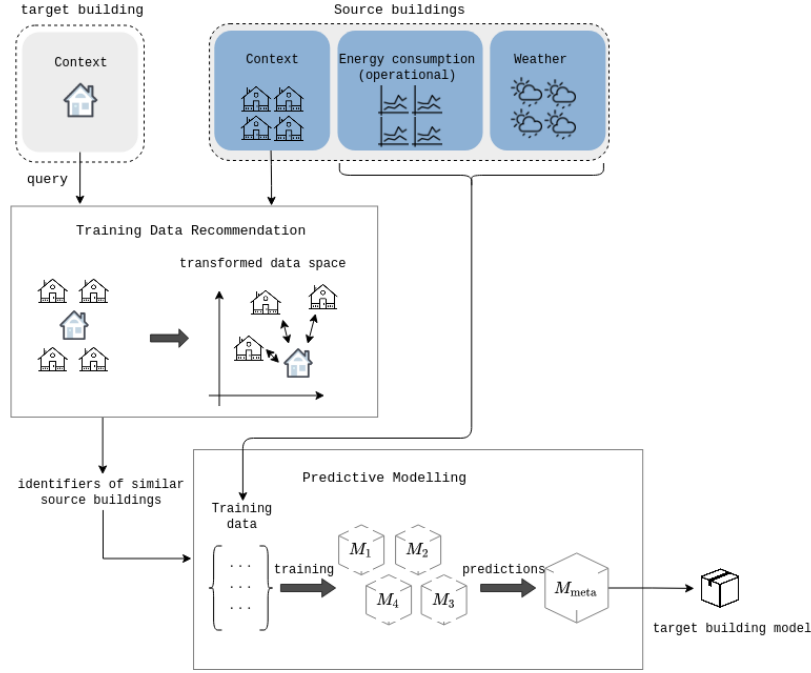 target building
Source buildings
Context
Context
Energy consumption
(operational)
Weather
query
Training Data Recommendation
transformed data space
identifiers of similar
source buildings
Predictive Modelling
Training
data
...
...
...
training
M1
M2
M4
M3
predictions
Mmeta
target building model